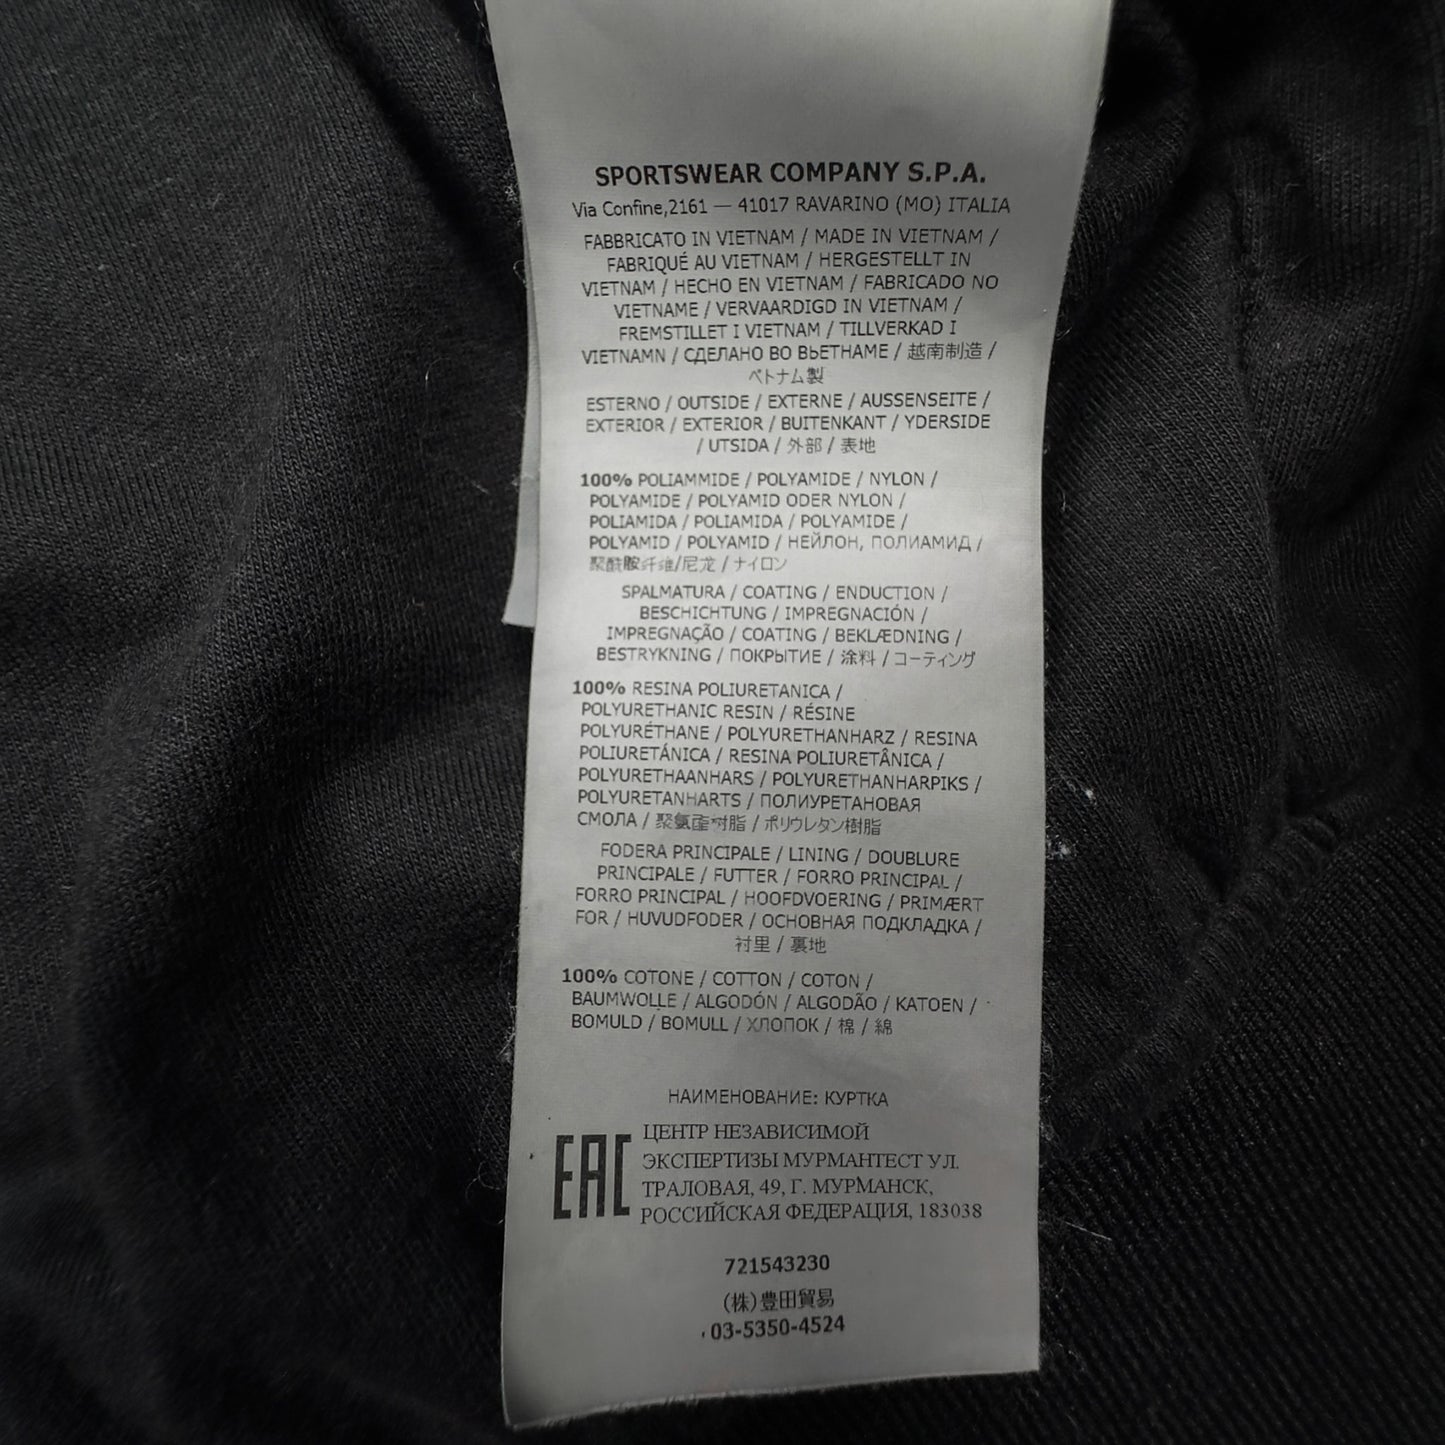 SPORTSWEAR COMPANY S.P.A.
Via Confine,2161 — 41017 RAVARINO (MO) ITALIA
FABBRICATO IN VIETNAM / MADE IN VIETNAM /
FABRIQUÉ AU VIETNAM / HERGESTELLT IN
VIETNAM / HECHO EN VIETNAM / FABRICADO NO
VIETNAME / VERVAARDIGD IN VIETNAM /
FREMSTILLET I VIETNAM / TILLVERKAD I
VIETNAMN / СДЕЛАНО ВО ВЬЕТНАМЕ / 越南制造 /
ベトナム製
ESTERNO / OUTSIDE / EXTERNE / AUSSENSEITE /
EXTERIOR / EXTERIOR / BUITENKANT / YDERSIDE
/ UTSIDA / 外部 / 表地
100% POLIAMMIDE / POLYAMIDE / NYLON /
POLYAMIDE / POLYAMID ODER NYLON /
POLIAMIDA / POLIAMIDA / POLYAMIDE /
POLYAMID / POLYAMID / НЕЙЛОН, ПОЛИАМИД /
聚酰胺纤维/尼龙 / ナイロン
SPALMATURA / COATING / ENDUCTION /
BESCHICHTUNG / IMPREGNACIÓN /
IMPREGNAÇÃO / COATING / BEKLÆDNING /
BESTRYKNING / ПОКРЫТИЕ / 涂料 / コーティング
100% RESINA POLIURETANICA /
POLYURETHANIC RESIN / RÉSINE
POLYURÉTHANE / POLYURETHANHARZ / RESINA
POLIURETÁNICA / RESINA POLIURETÂNICA /
POLYURETHAANHARS / POLYURETHANHARPIKS /
POLYURETANHARTS / ПОЛИУРЕТАНОВАЯ
СМОЛА / 聚氨酯树脂 / ポリウレタン樹脂
FODERA PRINCIPALE / LINING / DOUBLURE
PRINCIPALE / FUTTER / FORRO PRINCIPAL /
FORRO PRINCIPAL / HOOFDVOERING / PRIMÆRT
FOR / HUVUDFODER / ОСНОВНАЯ ПОДКЛАДКА /
衬里 / 裏地
100% COTONE / COTTON / COTON /
BAUMWOLLE / ALGODÓN / ALGODÃO / KATOEN /
BOMULD / BOMULL / ХЛОПОК / 棉 / 綿
НАИМЕНОВАНИЕ: КУРТКА
EAC ЦЕНТР НЕЗАВИСИМОЙ
ЭКСПЕРТИЗЫ МУРМАНТЕСТ УЛ.
ТРАЛОВАЯ, 49, Г. МУРМАНСК,
РОССИЙСКАЯ ФЕДЕРАЦИЯ, 183038
721543230
(株)豊田貿易
03-5350-4524